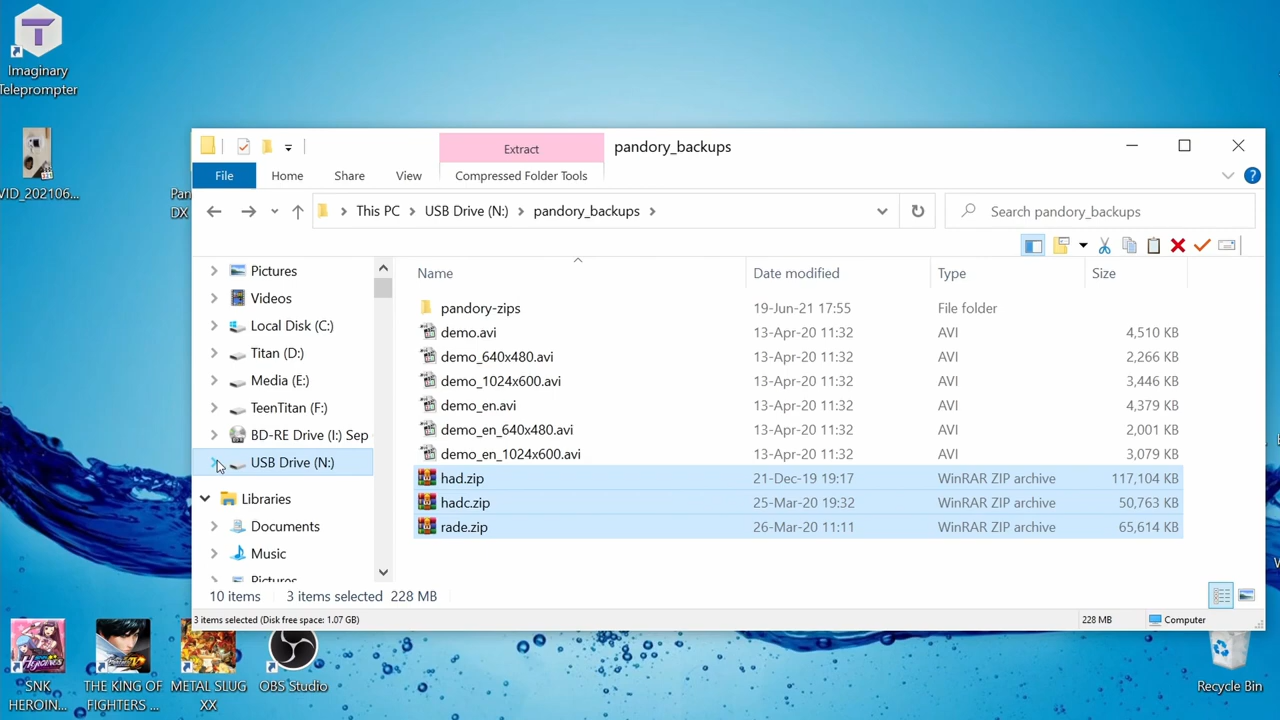 Imaginary
Teleprompter
VID_202106...
Pan
DX
Extract
pandory_backups
File
Home
Share
View
Compressed Folder Tools
This PC
USB Drive (N:)
pandory_backups
Search pandory_backups
Pictures
Videos
Local Disk (C:)
Titan (D:)
Media (E:)
TeenTitan (F:)
BD-RE Drive (I:) Sep
USB Drive (N:)
Libraries
Documents
Music
Pictures
Name Date modified Type Size
pandory-zips 19-Jun-21 17:55 File folder
demo.avi 13-Apr-20 11:32 AVI 4,510 KB
demo_640x480.avi 13-Apr-20 11:32 AVI 2,266 KB
demo_1024x600.avi 13-Apr-20 11:32 AVI 3,446 KB
demo_en.avi 13-Apr-20 11:32 AVI 4,379 KB
demo_en_640x480.avi 13-Apr-20 11:32 AVI 2,001 KB
demo_en_1024x600.avi 13-Apr-20 11:32 AVI 3,079 KB
had.zip 21-Dec-19 19:17 WinRAR ZIP archive 117,104 KB
hadc.zip 25-Mar-20 19:32 WinRAR ZIP archive 50,763 KB
rade.zip 26-Mar-20 11:11 WinRAR ZIP archive 65,614 KB
10 items 3 items selected 228 MB
3 items selected (Disk free space: 1.07 GB) 228 MB Computer
SNK
HEROIN...
THE KING OF
FIGHTERS ...
METAL SLUG
XX
OBS Studio
Recycle Bin